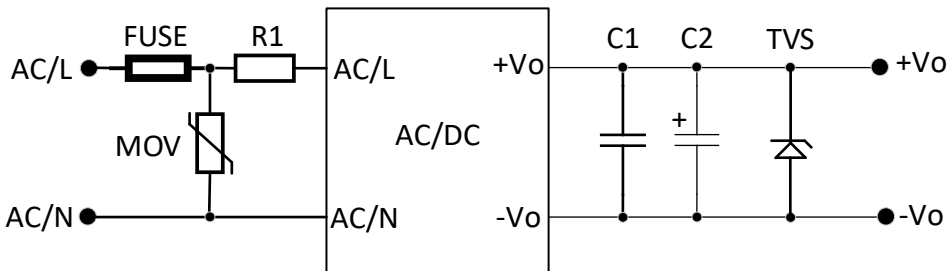 FUSE R1 C1 C2 TVS
AC/L AC/L +Vo +Vo
MOV AC/DC +
AC/N AC/N -Vo -Vo